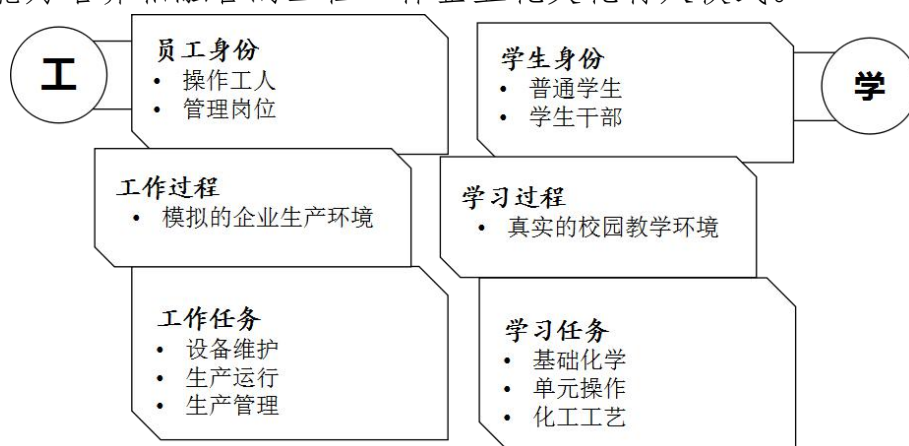 工
员工身份
• 操作工人
• 管理岗位
学生身份
• 普通学生
• 学生干部
学
工作过程
• 模拟的企业生产环境
学习过程
• 真实的校园教学环境
工作任务
• 设备维护
• 生产运行
• 生产管理
学习任务
• 基础化学
• 单元操作
• 化工工艺